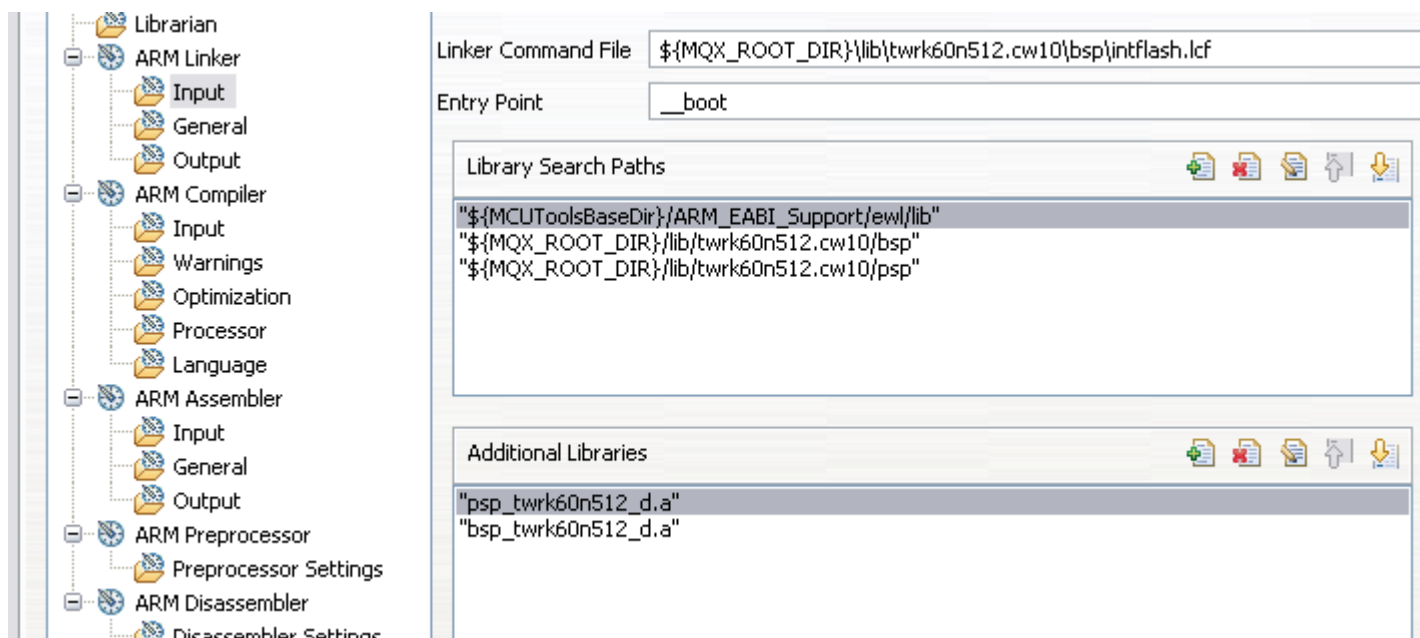 Librarian
ARM Linker
Input
General
Output
ARM Compiler
Input
Warnings
Optimization
Processor
Language
ARM Assembler
Input
General
Output
ARM Preprocessor
Preprocessor Settings
ARM Disassembler
Disassembler Settings
Linker Command File ${MQX_ROOT_DIR}\lib\twrk60n512.cw10\bsp\intflash.lcf
Entry Point __boot
Library Search Paths
"${MCUToolsBaseDir}/ARM_EABI_Support/ewl/lib"
"${MQX_ROOT_DIR}/lib/twrk60n512.cw10/bsp"
"${MQX_ROOT_DIR}/lib/twrk60n512.cw10/psp"
Additional Libraries
"psp_twrk60n512_d.a"
"bsp_twrk60n512_d.a"